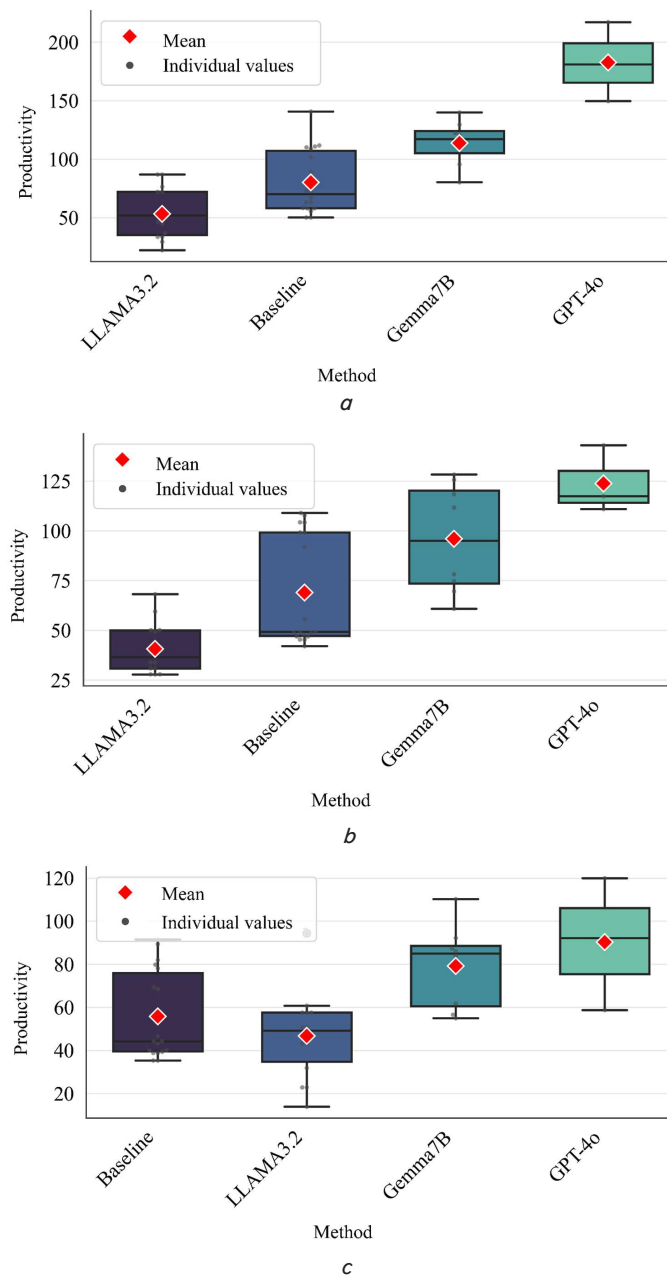 Mean
Individual values
200
150
100
50
Productivity
LLAMA3.2
Baseline
Gemma7B
GPT-4o
Method
a
Mean
Individual values
125
100
75
50
25
Productivity
LLAMA3.2
Baseline
Gemma7B
GPT-4o
Method
b
120
Mean
Individual values
100
80
60
40
20
Productivity
Baseline
LLAMA3.2
Gemma7B
GPT-4o
Method
c